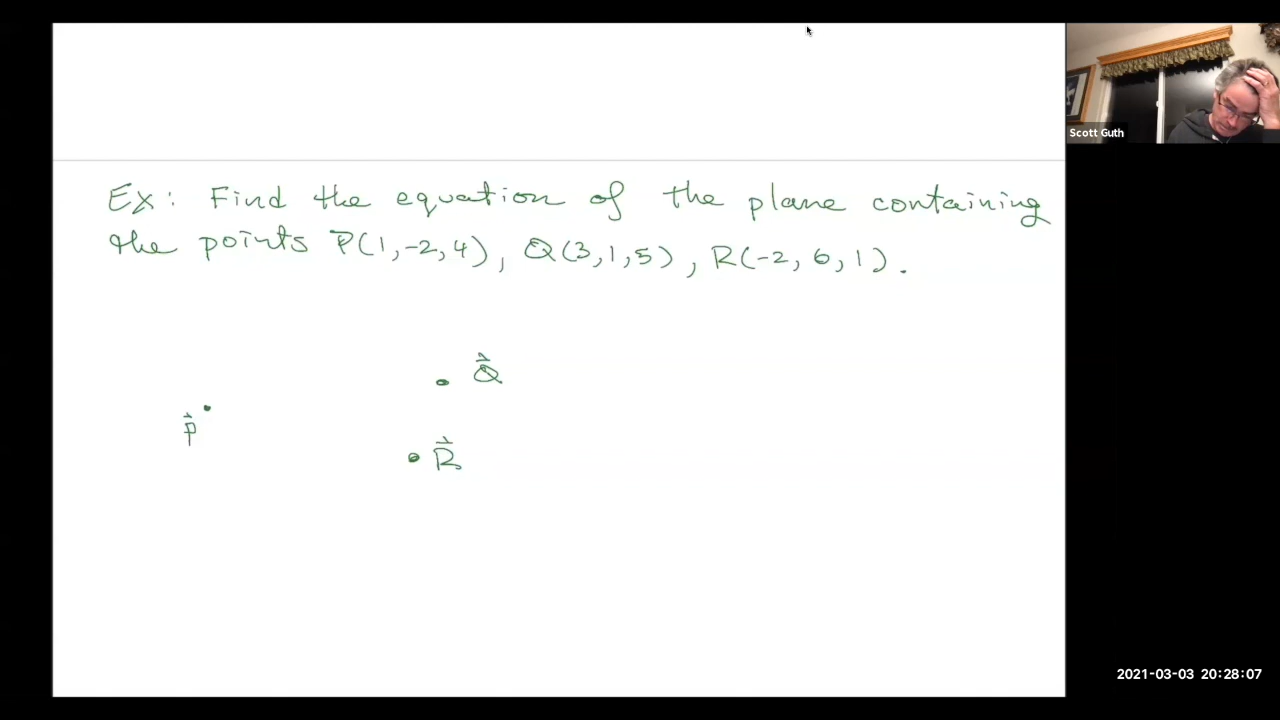 Scott Guth
Ex: Find the equation of the plane containing
the points P(1,-2,4), Q(3,1,5), R(-2, 6, 1).
Q⃗
P⃗
R⃗
2021-03-03 20:28:07